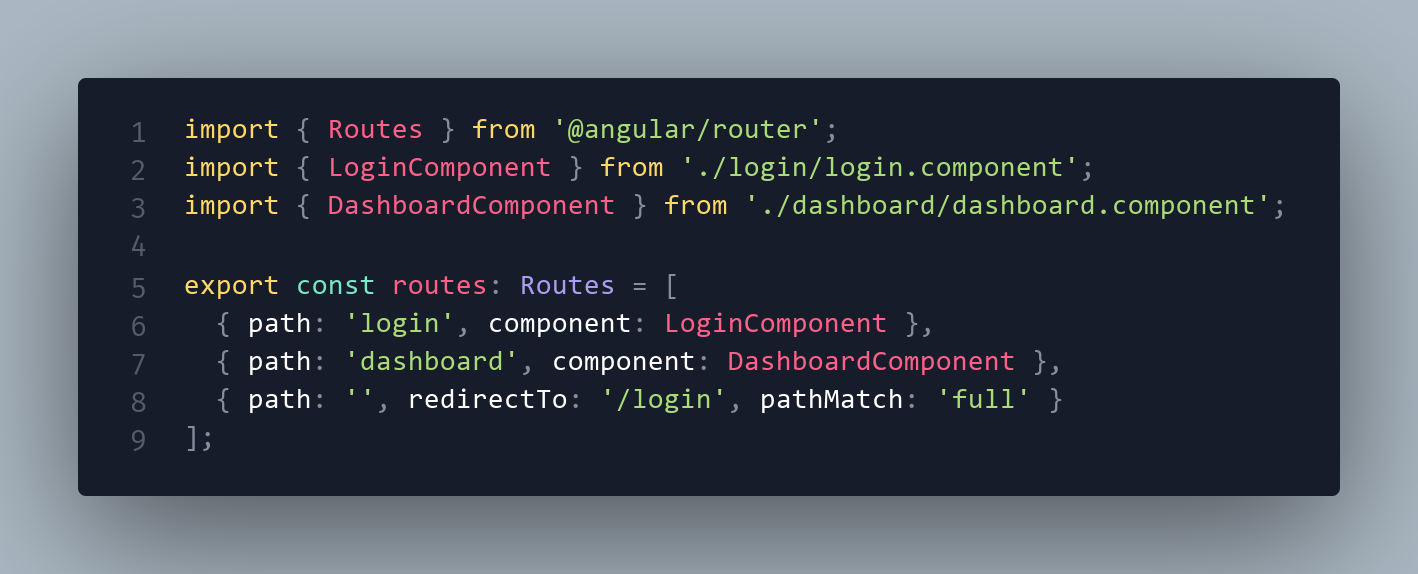 1 import { Routes } from '@angular/router';
2 import { LoginComponent } from './login/login.component';
3 import { DashboardComponent } from './dashboard/dashboard.component';
4
5 export const routes: Routes = [
6   { path: 'login', component: LoginComponent },
7   { path: 'dashboard', component: DashboardComponent },
8   { path: '', redirectTo: '/login', pathMatch: 'full' }
9 ];